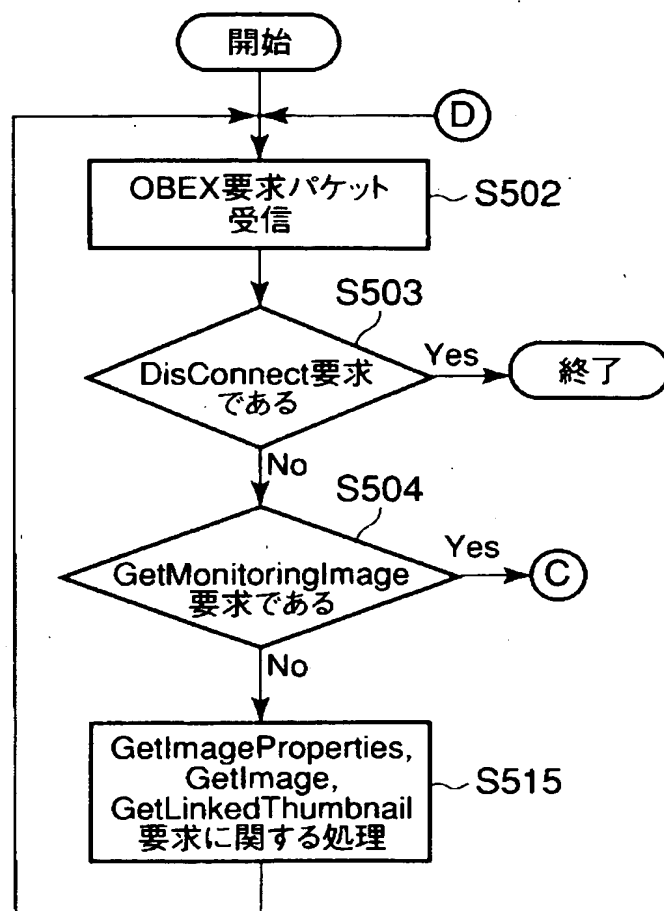 開始
D
OBEX要求パケット
受信
S502
S503
DisConnect要求
である
Yes
終了
No
S504
GetMonitoringImage
要求である
Yes
C
No
GetImageProperties,
GetImage,
GetLinkedThumbnail
要求に関する処理
S515